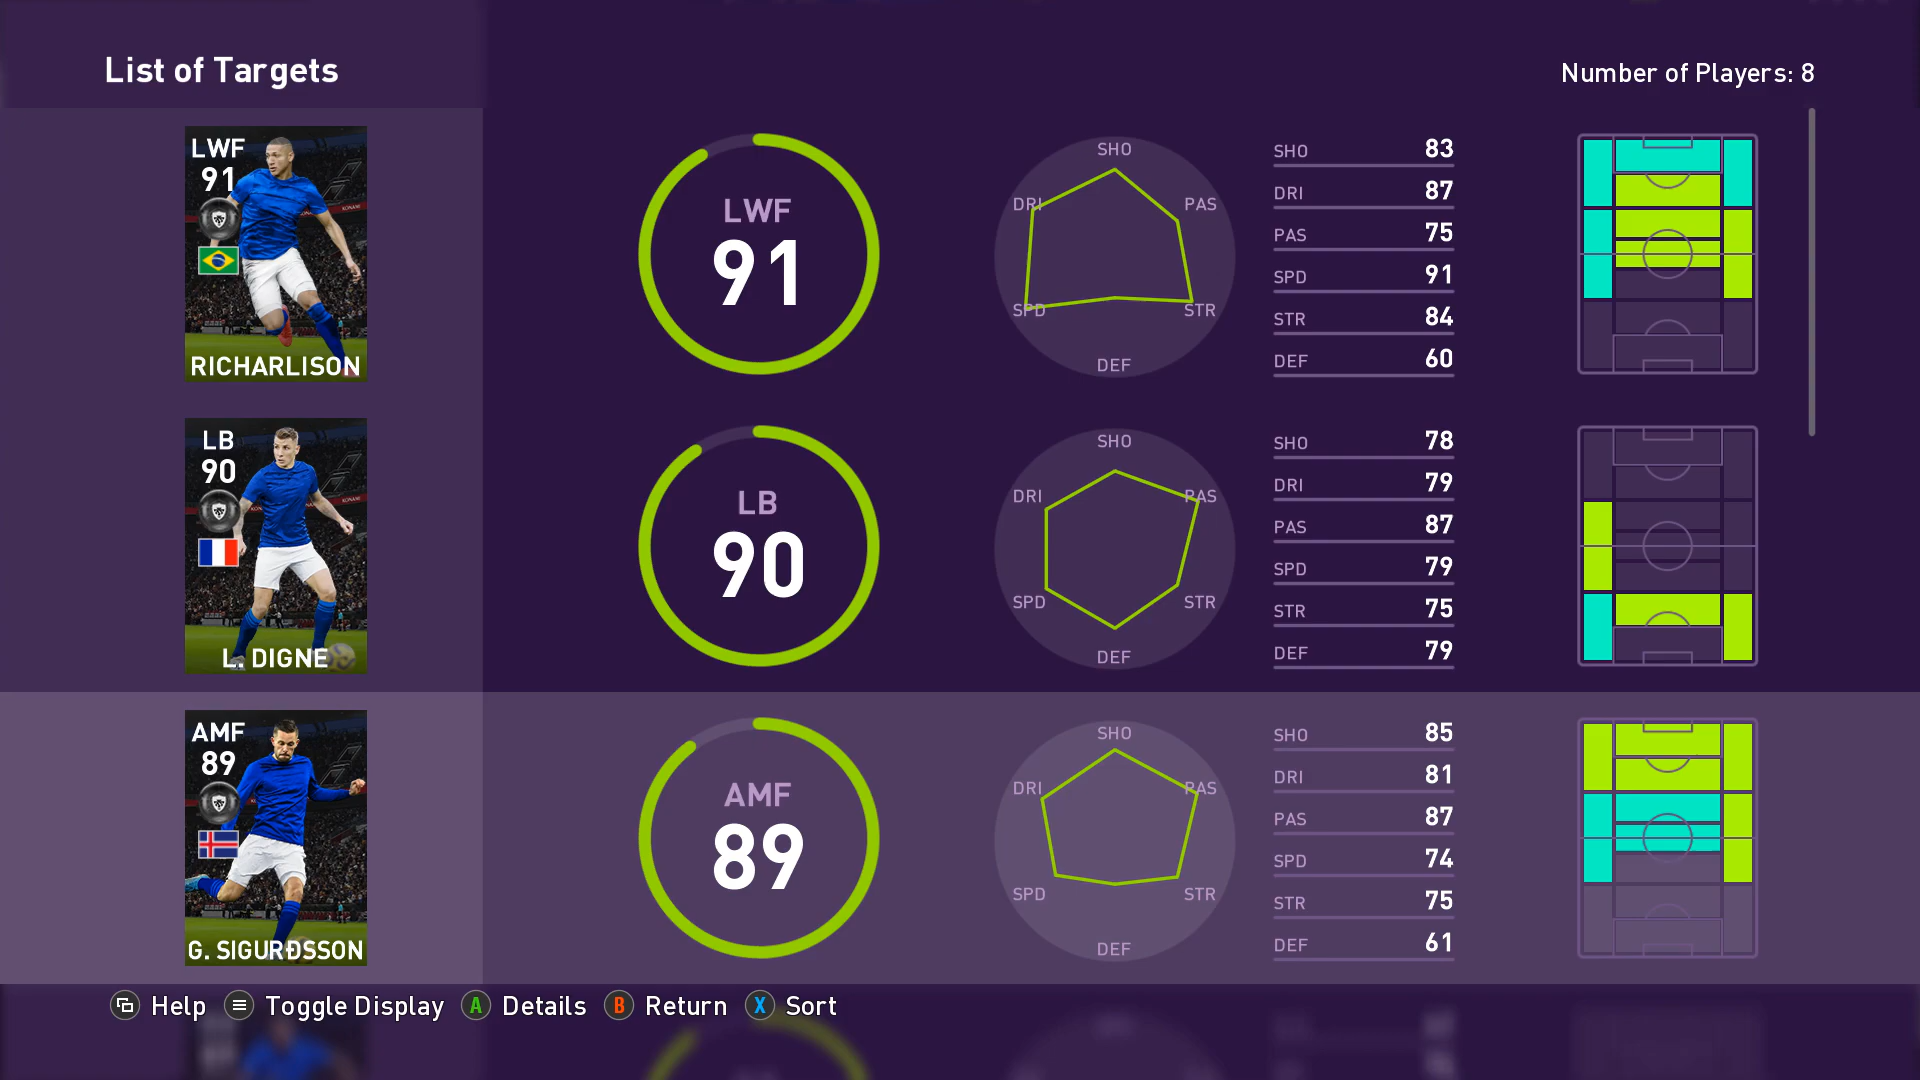 List of Targets
Number of Players: 8
LWF
91
KONAMI
RICHARLISON
LWF
91
SHO
PAS
STR
DEF
SPD
DRI
SHO 83
DRI 87
PAS 75
SPD 91
STR 84
DEF 60
LB
90
KONAMI
L. DIGNE
LB
90
SHO
PAS
STR
DEF
SPD
DRI
SHO 78
DRI 79
PAS 87
SPD 79
STR 75
DEF 79
AMF
89
G. SIGURÐSSON
AMF
89
SHO
PAS
STR
DEF
SPD
DRI
SHO 85
DRI 81
PAS 87
SPD 74
STR 75
DEF 61
Help Toggle Display A Details B Return X Sort